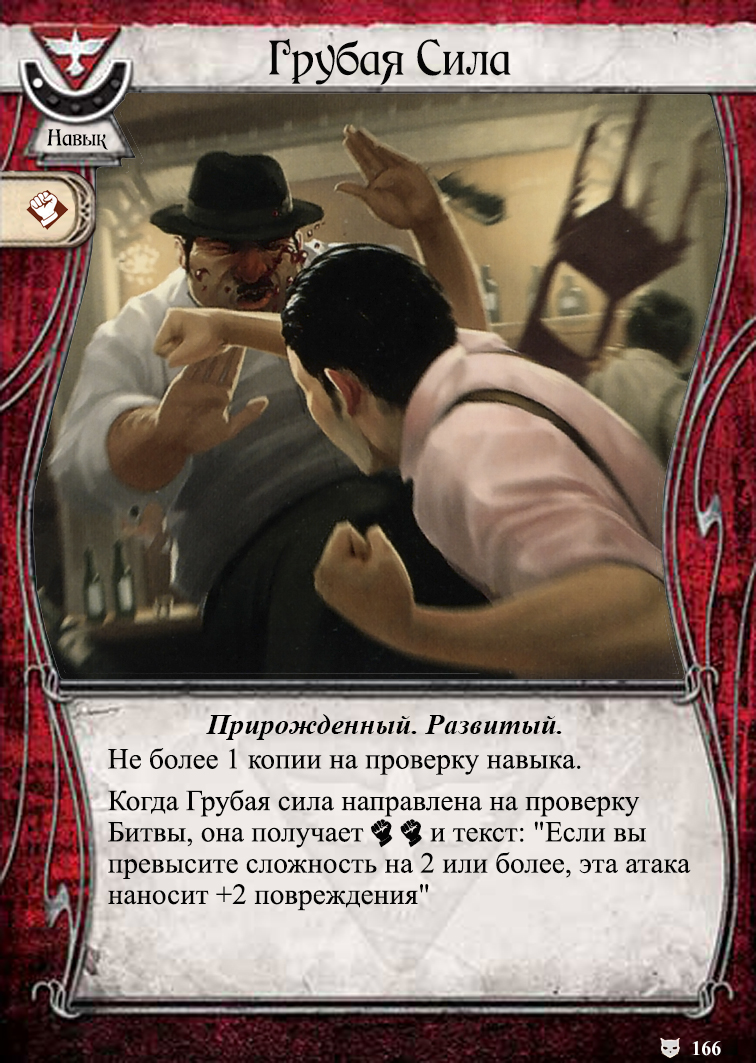 Грубая Сила
Навык
Прирожденный. Развитый.
Не более 1 копии на проверку навыка.
Когда Грубая сила направлена на проверку
Битвы, она получает и текст: "Если вы
превысите сложность на 2 или более, эта атака
наносит +2 повреждения"
166